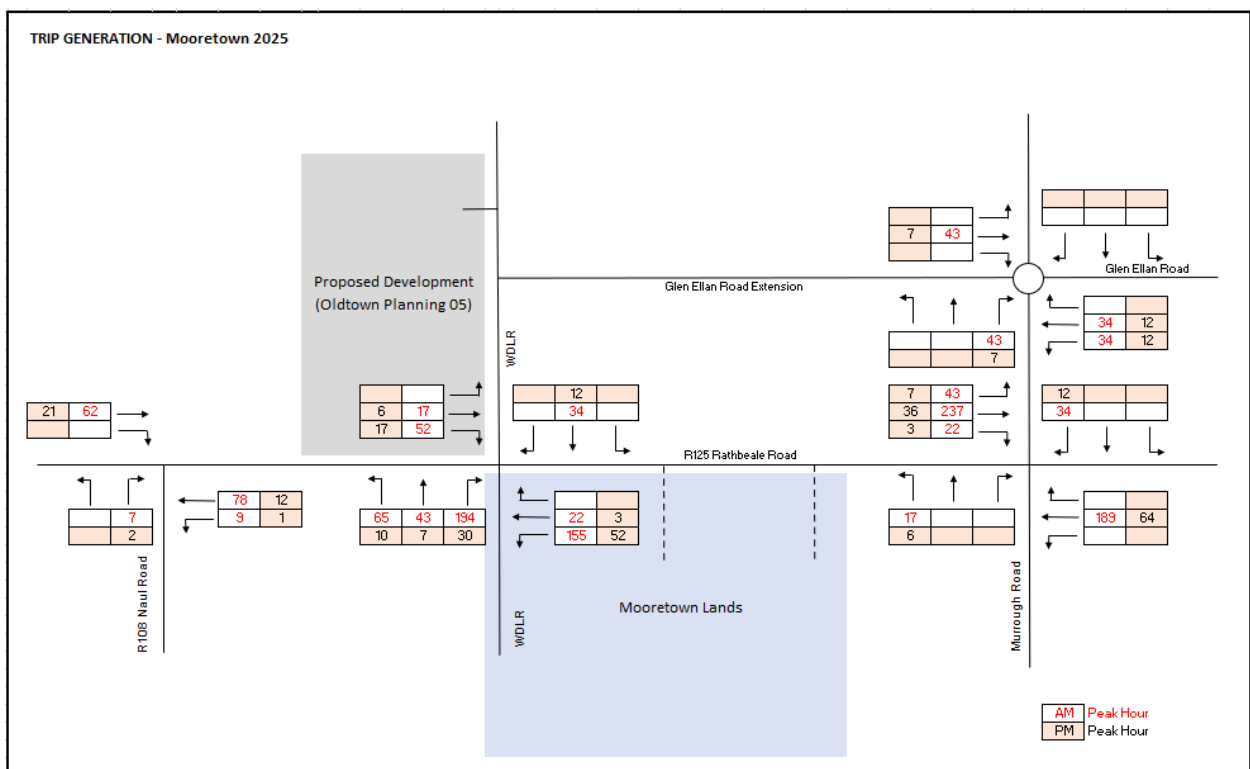 TRIP GENERATION - Mooretown 2025
7 43
Proposed Development
(Oldtown Planning 05)
Glen Ellan Road
Glen Ellan Road Extension
34 12
34 12
43
7
WDLR
12
34
6 17
17 52
21 62
7 43
36 237
3 22
12
34
R125 Rathbeale Road
78 12
9 1
7
2
65 43 194
10 7 30
22 3
155 52
17
6
189 64
R108 Naul Road
WDLR
Mooretown Lands
Murrough Road
AM Peak Hour
PM Peak Hour